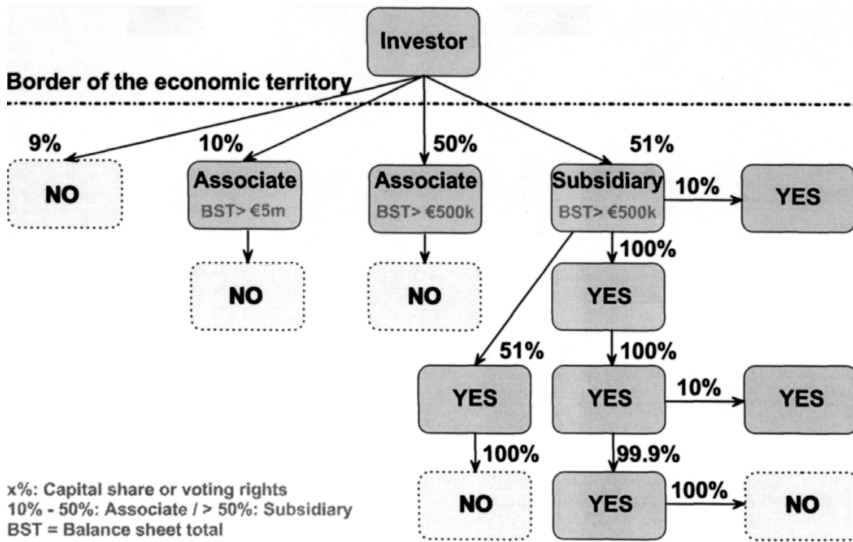 Investor
Border of the economic territory
9%
10%
50%
51%
NO
Associate
BST> €5m
Associate
BST> €500k
Subsidiary
BST> €500k
10%
YES
100%
NO
NO
YES
51%
100%
YES
YES
10%
YES
100%
99.9%
NO
YES
100%
NO
x%: Capital share or voting rights
10% - 50%: Associate / > 50%: Subsidiary
BST = Balance sheet total